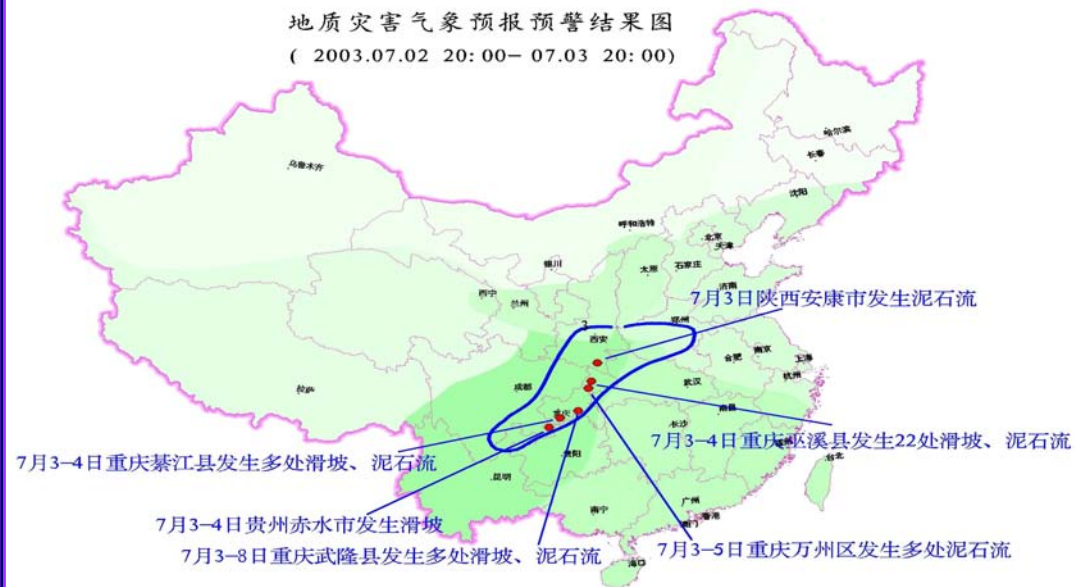 地质灾害气象预报预警结果图
( 2003.07.02 20:00— 07.03 20:00)
哈尔滨
长春
乌鲁木齐
沈阳
呼和浩特
北京
天津
银川
太原
石家庄
西宁
兰州
济南
7月3日陕西安康市发生泥石流
3
郑州
西安
合肥
南京
上海
杭州
拉萨
成都
武汉
重庆
南昌
长沙
7月3—4日重庆巫溪县发生22处滑坡、泥石流
台北
7月3—4日重庆綦江县发生多处滑坡、泥石流
贵阳
昆明
广州
7月3—4日贵州赤水市发生滑坡
南宁
香港
澳门
7月3—8日重庆武隆县发生多处滑坡、泥石流
7月3—5日重庆万州区发生多处泥石流
海口